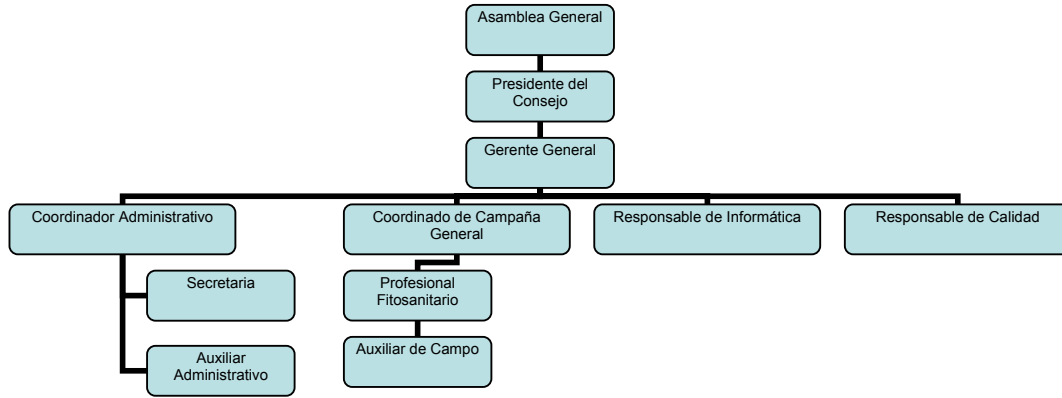 Asamblea General
Presidente del
Consejo
Gerente General
Coordinador Administrativo
Coordinado de Campaña
General
Responsable de Informática
Responsable de Calidad
Secretaria
Profesional
Fitosanitario
Auxiliar
Administrativo
Auxiliar de Campo